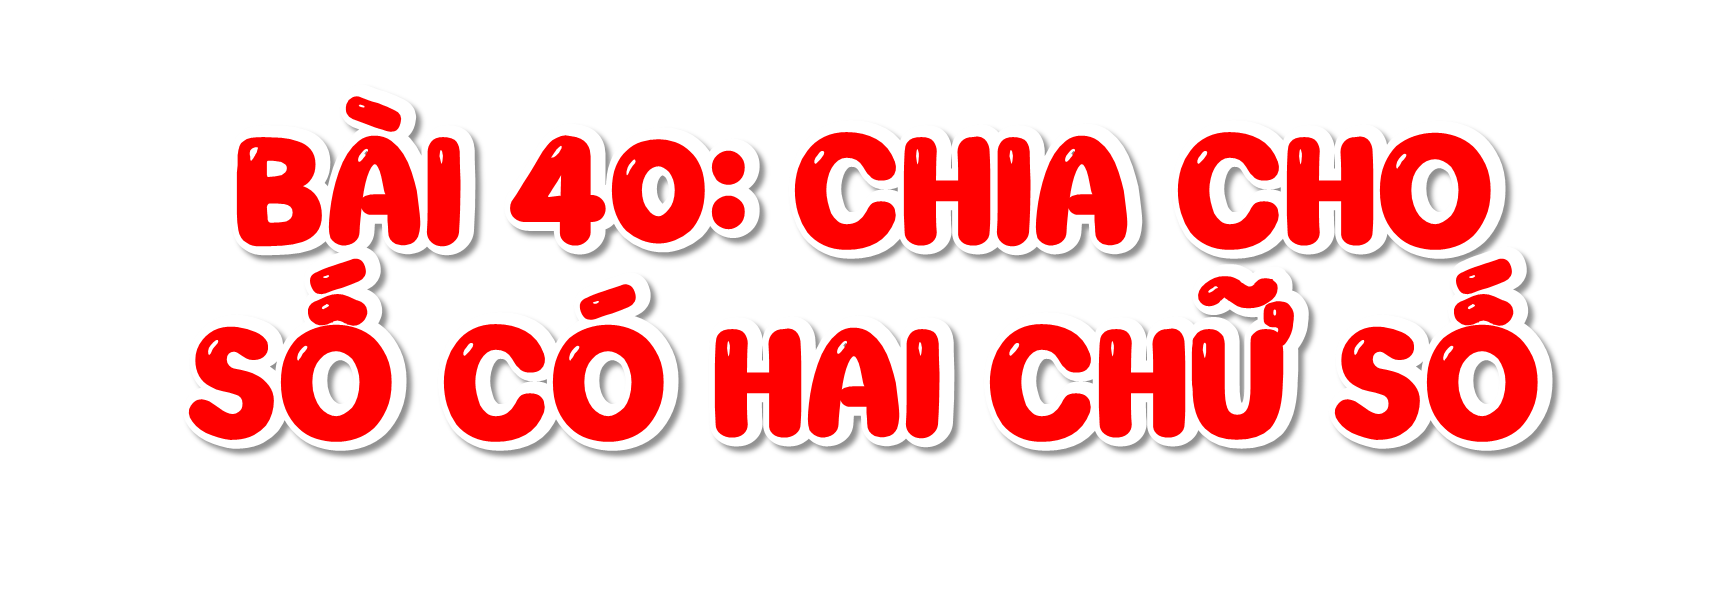 BÀI 40: CHIA CHO
SỐ CÓ HAI CHỮ SỐ